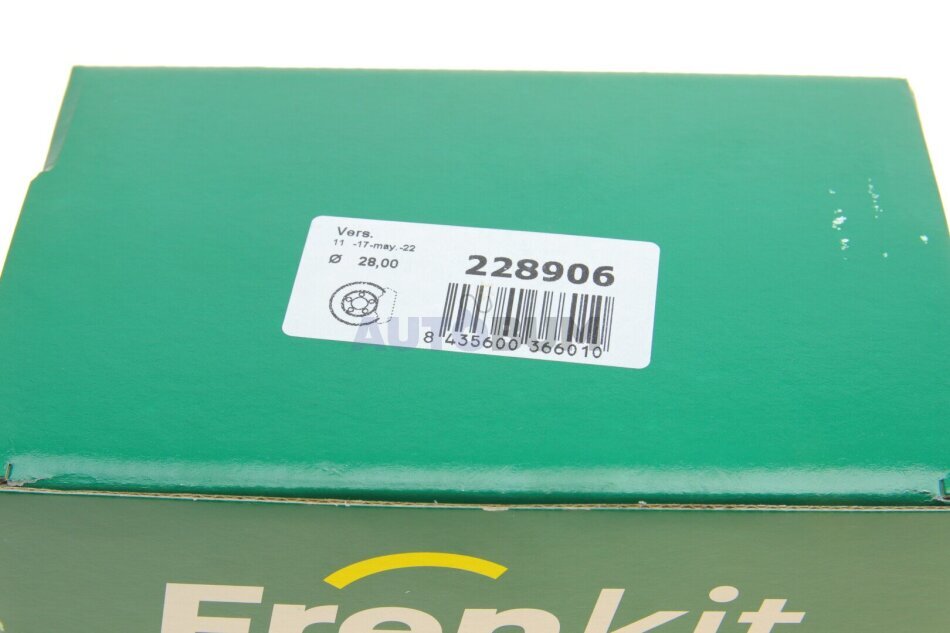 Vers.
11 -17-may.-22
Ø 28,00
228906
8 435600 366010
Frenkit